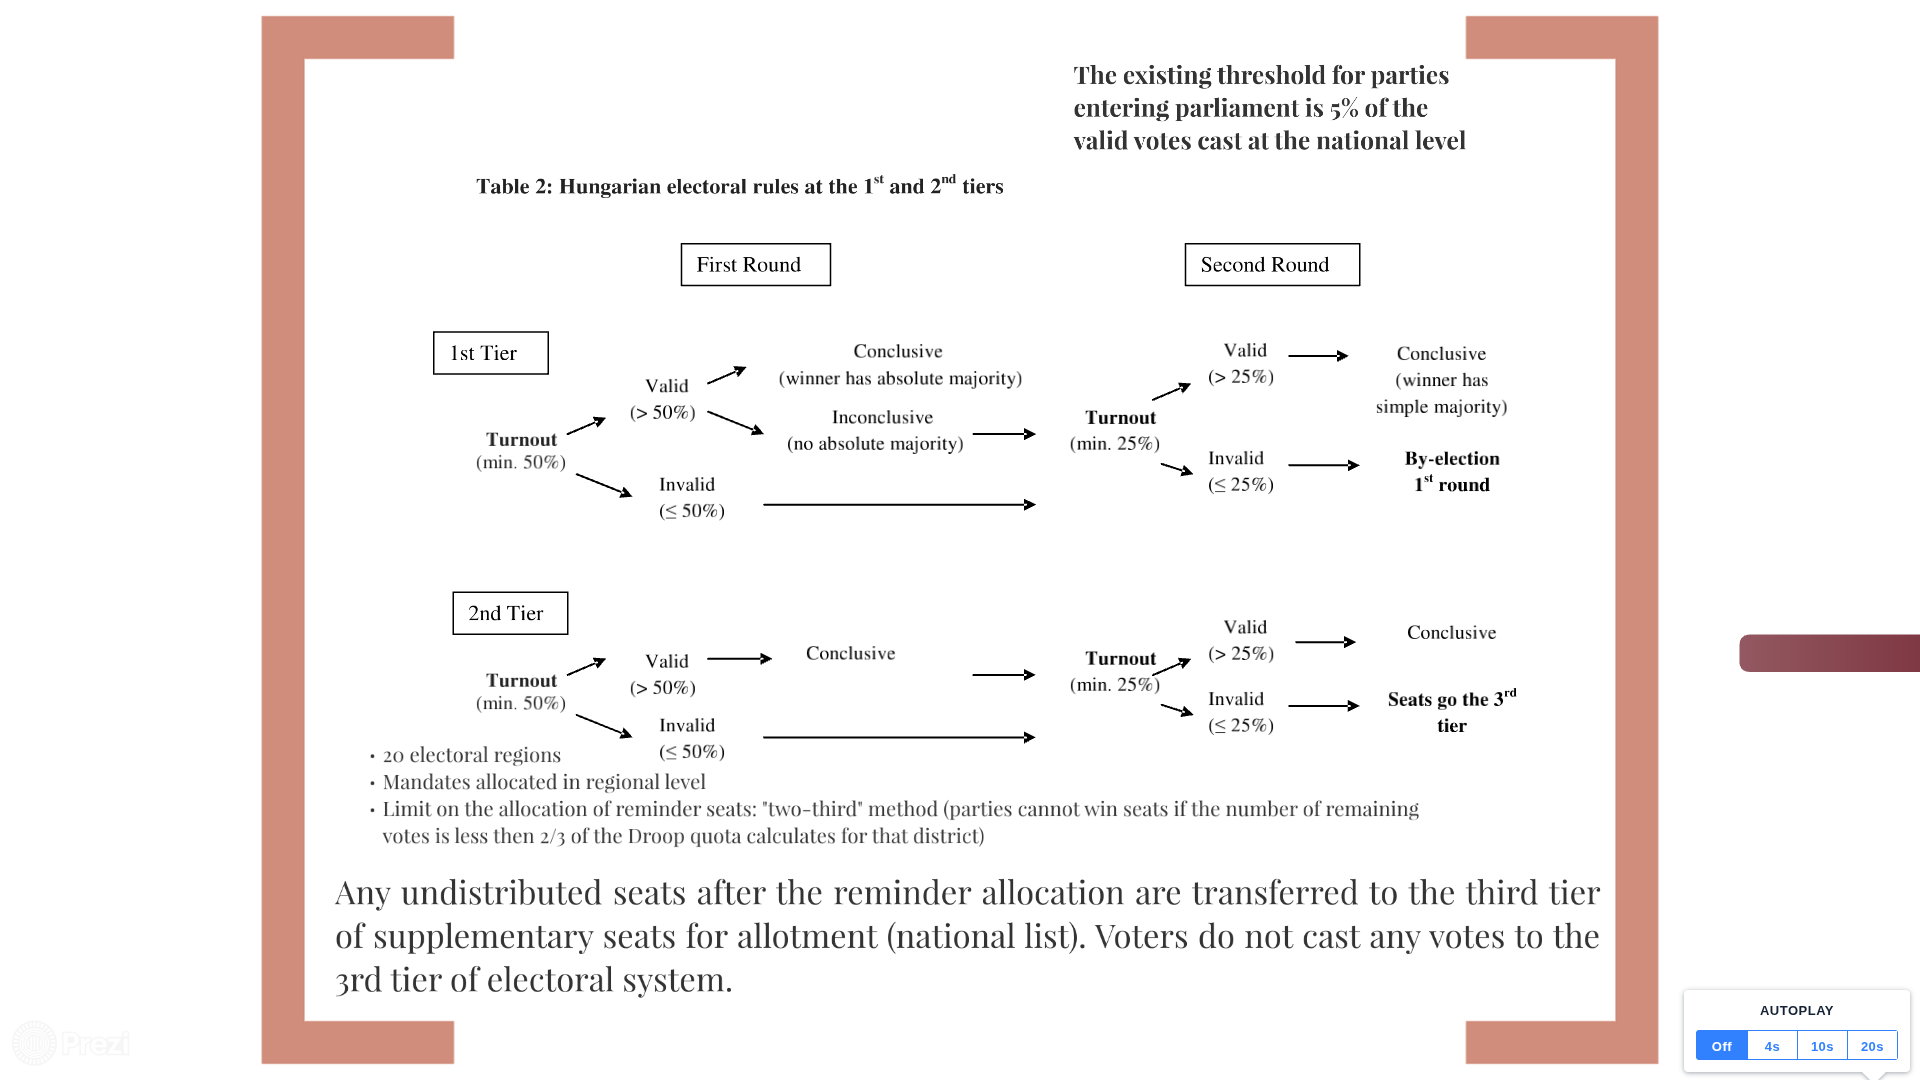 The existing threshold for parties
entering parliament is 5% of the
valid votes cast at the national level
Table 2: Hungarian electoral rules at the 1st and 2nd tiers
First Round
Second Round
1st Tier
Turnout
(min. 50%)
Valid
(> 50%)
Conclusive
(winner has absolute majority)
Inconclusive
(no absolute majority)
Invalid
(≤ 50%)
Turnout
(min. 25%)
Valid
(> 25%)
Conclusive
(winner has
simple majority)
Invalid
(≤ 25%)
By-election
1st round
2nd Tier
Turnout
(min. 50%)
Valid
(> 50%)
Conclusive
Invalid
(≤ 50%)
Turnout
(min. 25%)
Valid
(> 25%)
Conclusive
Invalid
(≤ 25%)
Seats go the 3rd
tier
• 20 electoral regions
• Mandates allocated in regional level
• Limit on the allocation of reminder seats: "two-third" method (parties cannot win seats if the number of remaining
votes is less then 2/3 of the Droop quota calculates for that district)
Any undistributed seats after the reminder allocation are transferred to the third tier
of supplementary seats for allotment (national list). Voters do not cast any votes to the
3rd tier of electoral system.
Prezi
AUTOPLAY
Off 4s 10s 20s